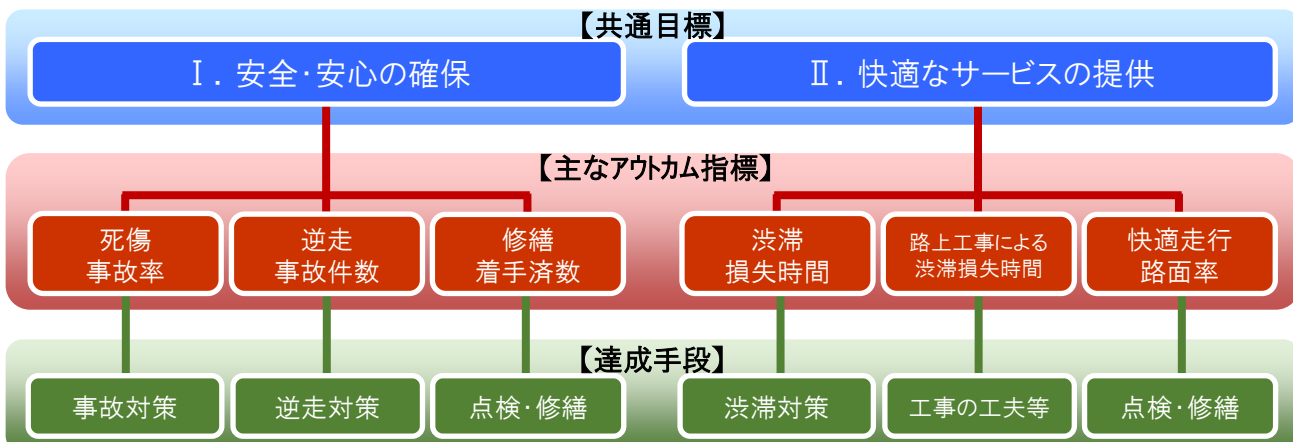 【共通目標】
Ⅰ．安全・安心の確保
Ⅱ．快適なサービスの提供
【主なアウトカム指標】
死傷
事故率
逆走
事故件数
修繕
着手済数
渋滞
損失時間
路上工事による
渋滞損失時間
快適走行
路面率
【達成手段】
事故対策
逆走対策
点検・修繕
渋滞対策
工事の工夫等
点検・修繕